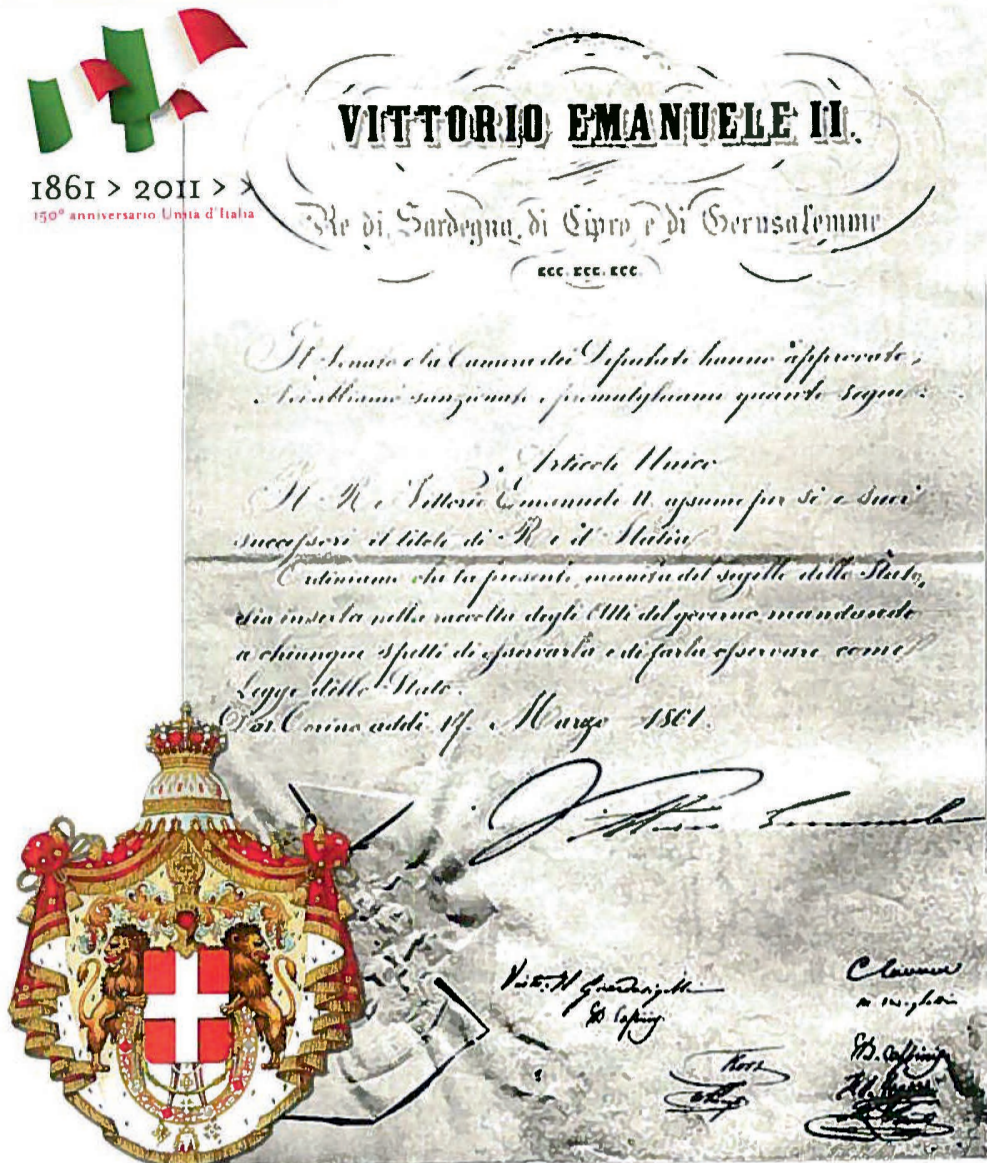 1861 > 2011 > >
150° anniversario Unità d'Italia
VITTORIO EMANUELE II.
Re di Sardegna, di Cipro e di Gerusalemme
ECC. ECC. ECC.
Il Senato e la Camera dei Deputati hanno approvato,
Noi abbiamo sanzionato e promulghiamo quanto segue:
Articolo Unico
Il Re Vittorio Emanuele II assume per sè e suoi
successori il titolo di Re d'Italia
Ordiniamo che la presente, munita del sigillo dello Stato,
sia inserta nella raccolta degli Atti del governo mandando
a chiunque spetti di osservarla e di farla osservare come
Legge dello Stato.
Dat Torino addì 17 Marzo 1861.
Vittorio Emanuele